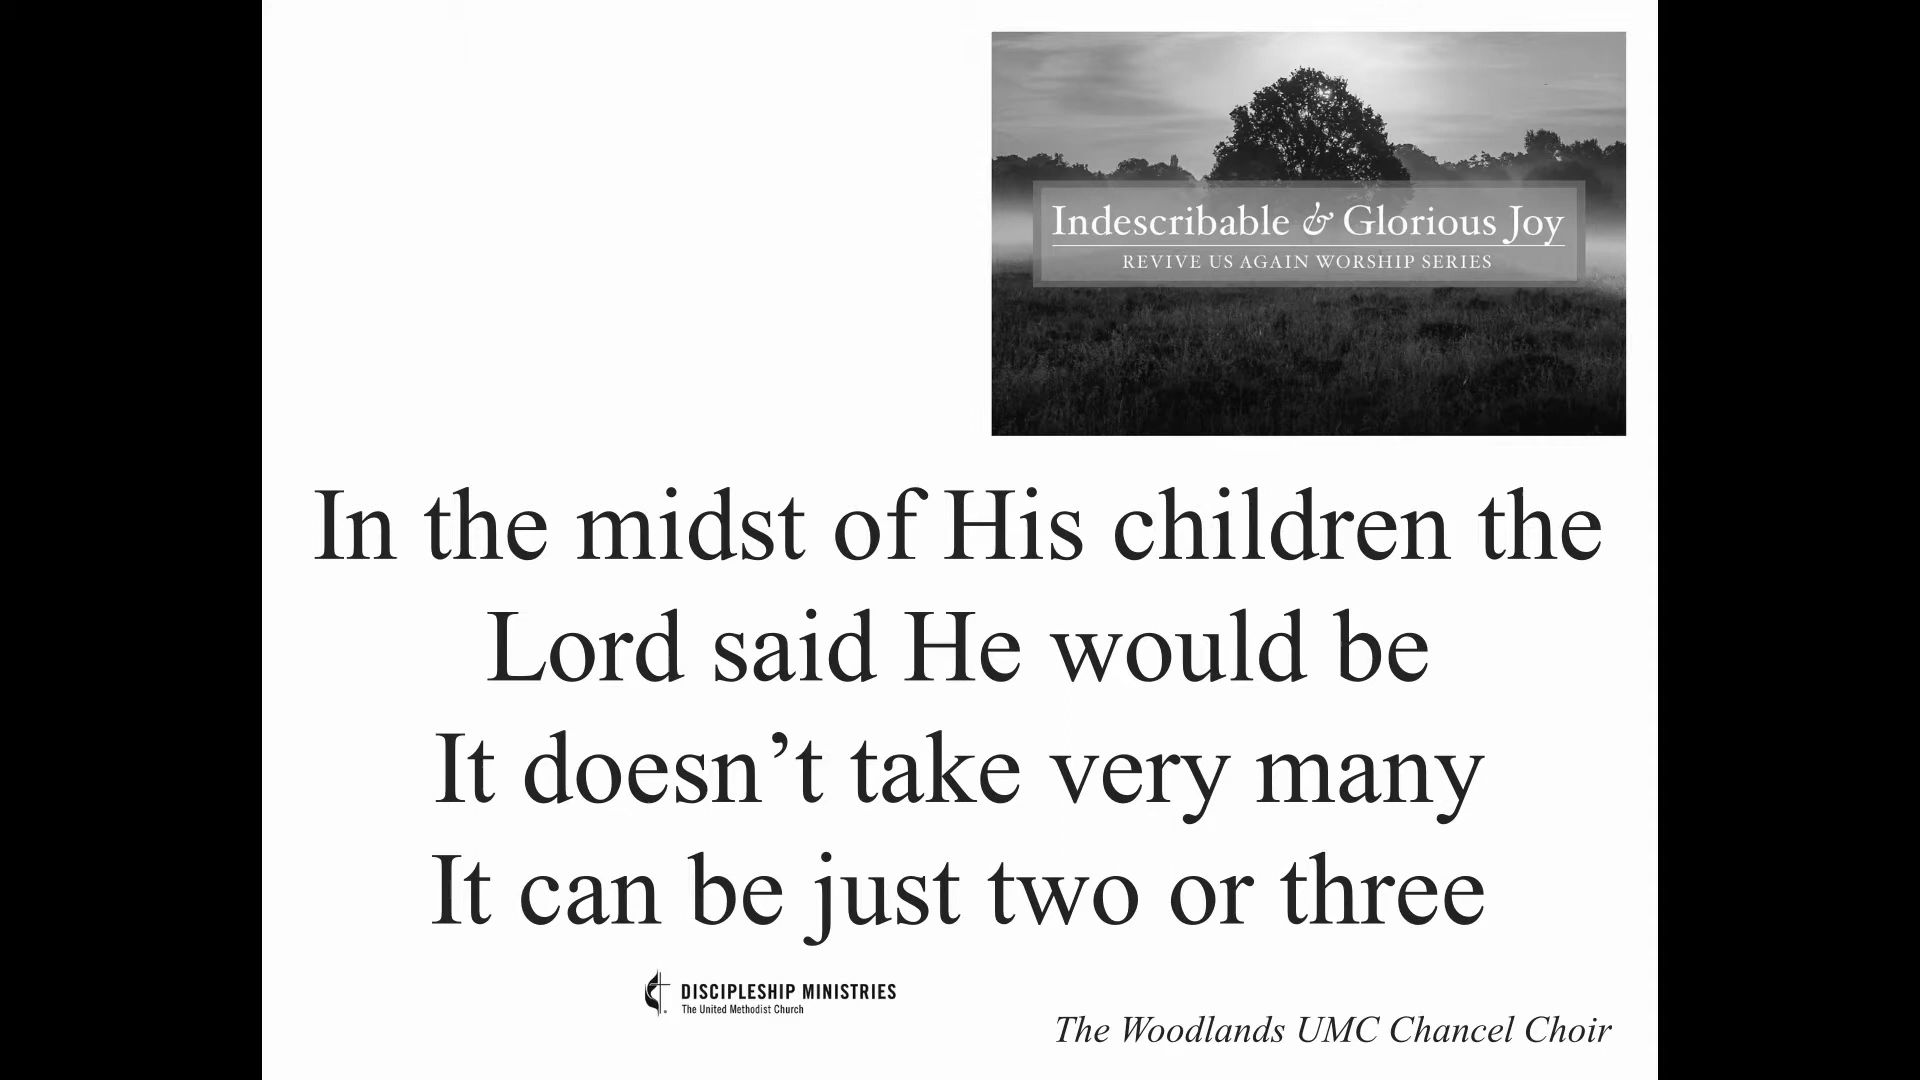 Indescribable & Glorious Joy
REVIVE US AGAIN WORSHIP SERIES
In the midst of His children the
Lord said He would be
It doesn’t take very many
It can be just two or three
DISCIPLESHIP MINISTRIES
The United Methodist Church
The Woodlands UMC Chancel Choir